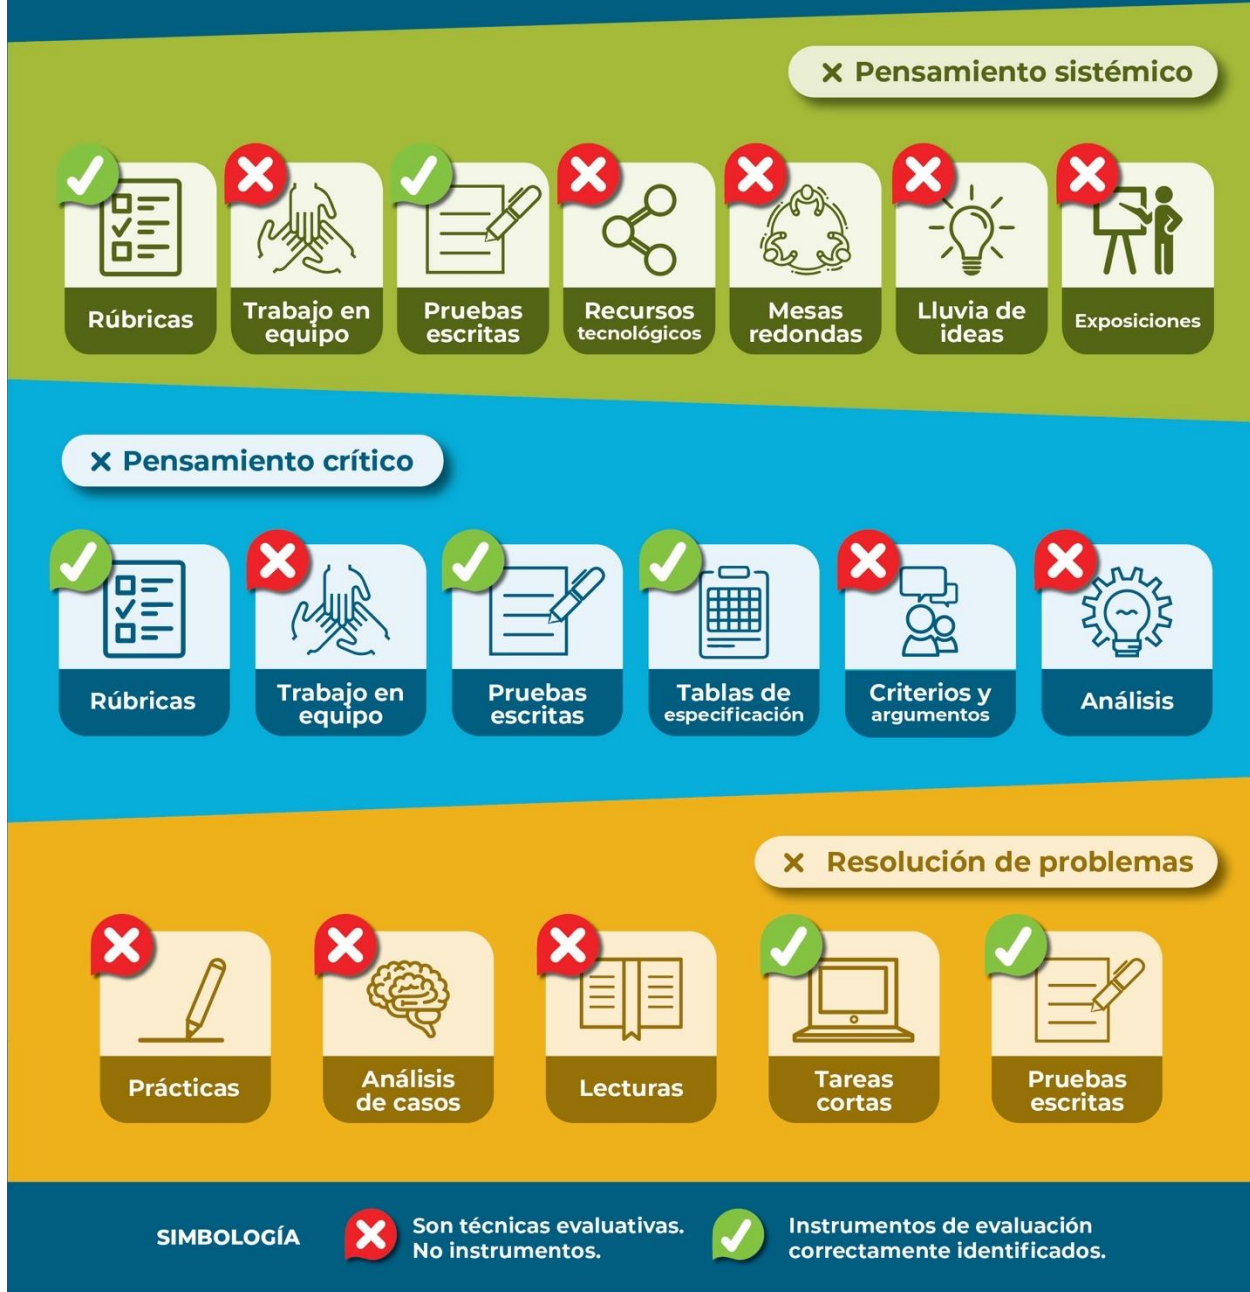 Pensamiento sistémico
Rúbricas
Trabajo en
equipo
Pruebas
escritas
Recursos
tecnológicos
Mesas
redondas
Lluvia de
ideas
Exposiciones
Pensamiento crítico
Rúbricas
Trabajo en
equipo
Pruebas
escritas
Tablas de
especificación
Criterios y
argumentos
Análisis
Resolución de problemas
Prácticas
Análisis
de casos
Lecturas
Tareas
cortas
Pruebas
escritas
SIMBOLOGÍA
Son técnicas evaluativas.
No instrumentos.
Instrumentos de evaluación
correctamente identificados.